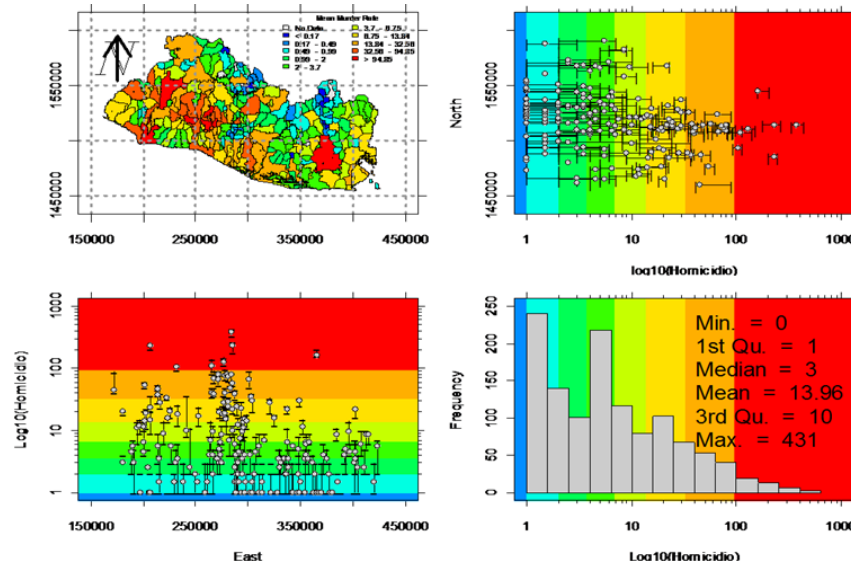 Mean Murder Rate
No Data
<' 0.17
0.17 - 0.49
0.49 - 0.99
0.99 - 2
2' - 3.7
3.7 - 8.75
8.75 - 13.84
13.84 - 32.56
32.56 - 94.85
> 94.85
1550000
1450000
150000 250000 350000 450000
North
1550000
1450000
1 10 100 1000
log10(Homicidio)
Log10(Homicidio)
1000
100
10
1
150000 250000 350000 450000
East
Frequency
250
200
150
100
50
0
Min. = 0
1st Qu. = 1
Median = 3
Mean = 13.96
3rd Qu. = 10
Max. = 431
1 10 100 1000
Log10(Homicidio)